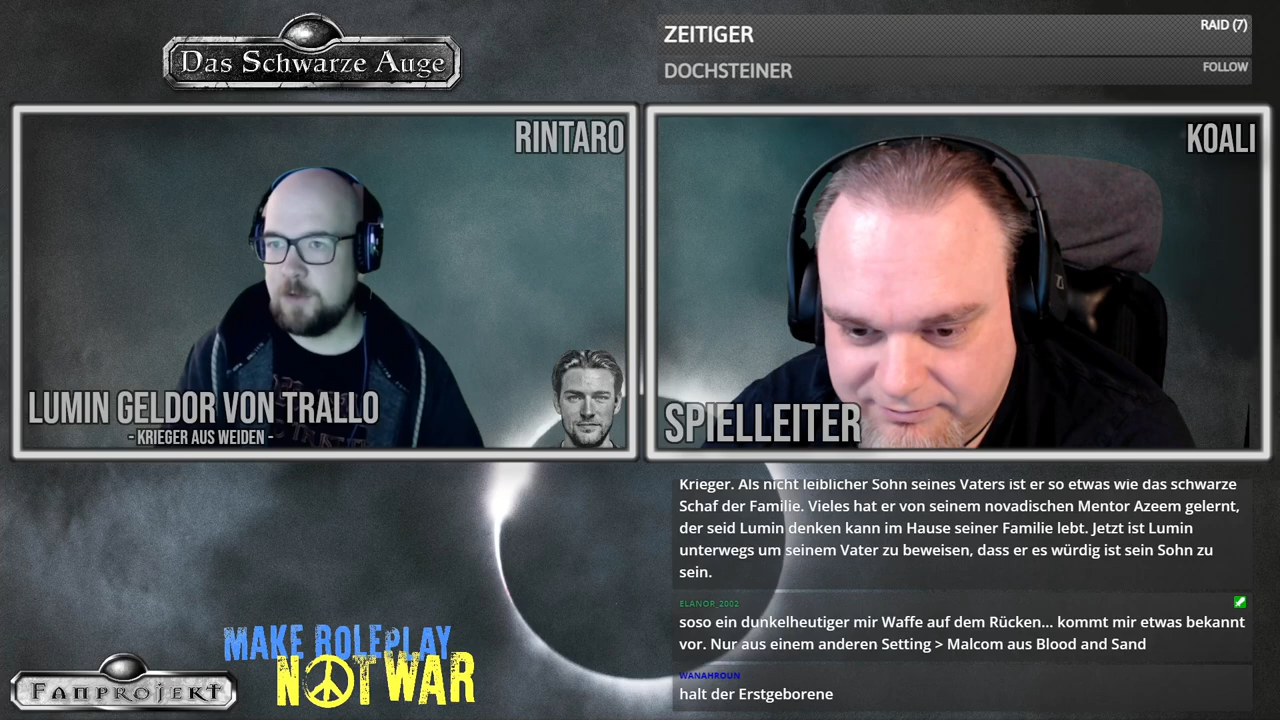 Das Schwarze Auge
ZEITIGER
RAID (7)
DOCHSTEINER
FOLLOW
RINTARO
LUMIN GELDOR VON TRALLO
- KRIEGER AUS WEIDEN -
KOALI
SPIELLEITER
Krieger. Als nicht leiblicher Sohn seines Vaters ist er so etwas wie das schwarze
Schaf der Familie. Vieles hat er von seinem novadischen Mentor Azeem gelernt,
der seid Lumin denken kann im Hause seiner Familie lebt. Jetzt ist Lumin
unterwegs um seinem Vater zu beweisen, dass er es würdig ist sein Sohn zu
sein.
ELANOR_2002
soso ein dunkelheutiger mir Waffe auf dem Rücken... kommt mir etwas bekannt
vor. Nur aus einem anderen Setting > Malcom aus Blood and Sand
WANAHROUN
halt der Erstgeborene
MAKE ROLEPLAY
NOT WAR
FANPROJEKT